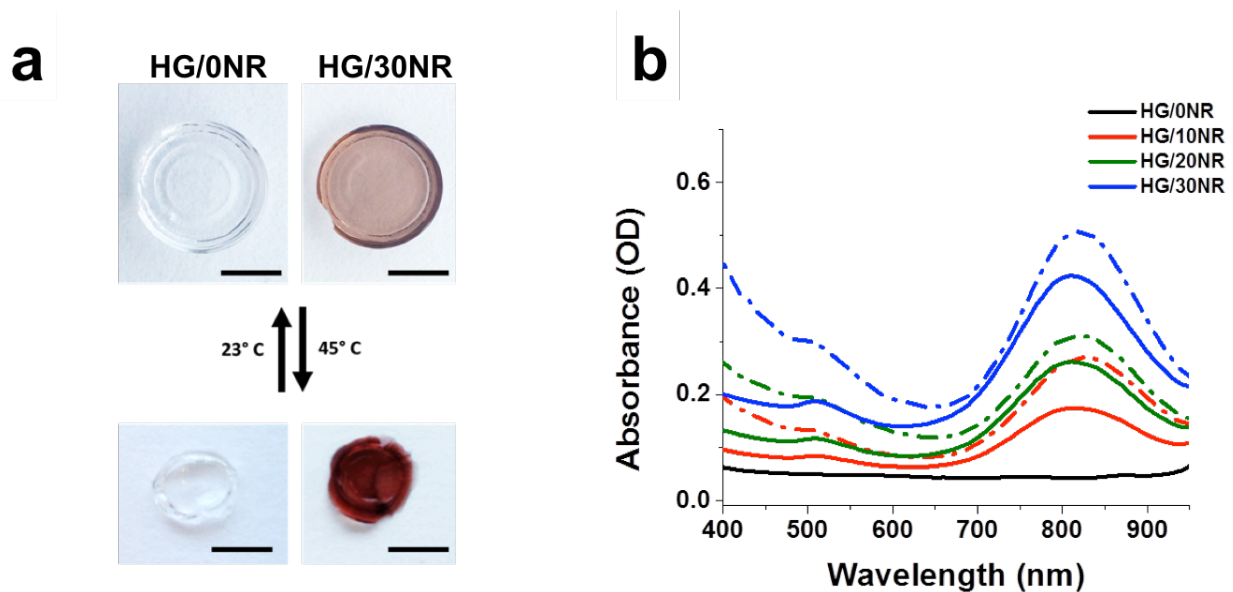 a
HG/0NR HG/30NR
23° C 45° C
b
HG/0NR
HG/10NR
HG/20NR
HG/30NR
Absorbance (OD)
0.6
0.4
0.2
0.0
400 500 600 700 800 900
Wavelength (nm)